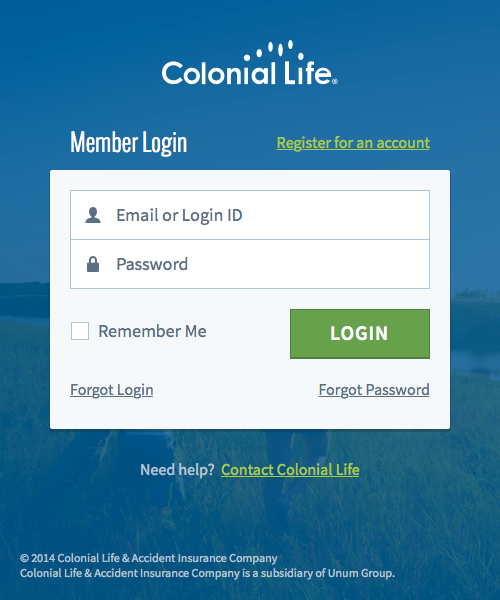 Colonial Life®
Member Login
Register for an account
Email or Login ID
Password
Remember Me
LOGIN
Forgot Login
Forgot Password
Need help? Contact Colonial Life
© 2014 Colonial Life & Accident Insurance Company
Colonial Life & Accident Insurance Company is a subsidiary of Unum Group.